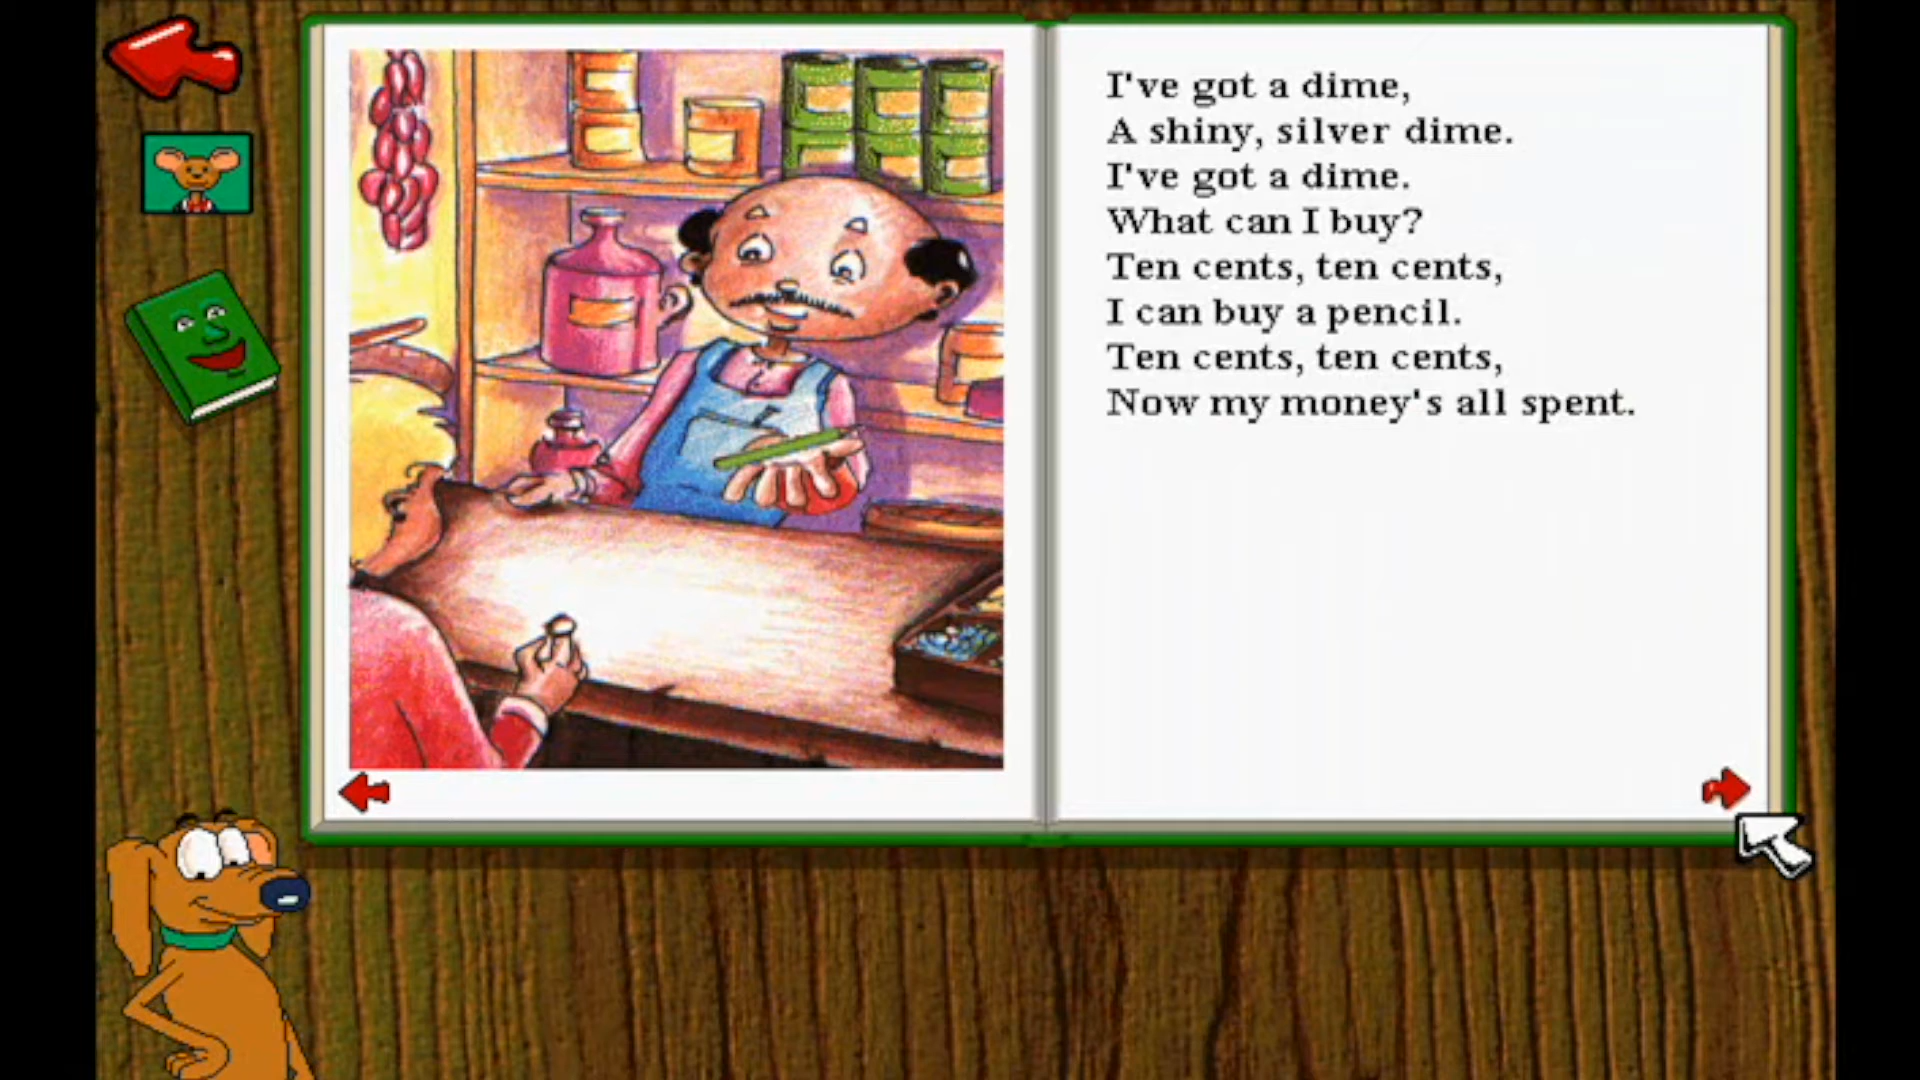 I've got a dime,
A shiny, silver dime.
I've got a dime.
What can I buy?
Ten cents, ten cents,
I can buy a pencil.
Ten cents, ten cents,
Now my money's all spent.